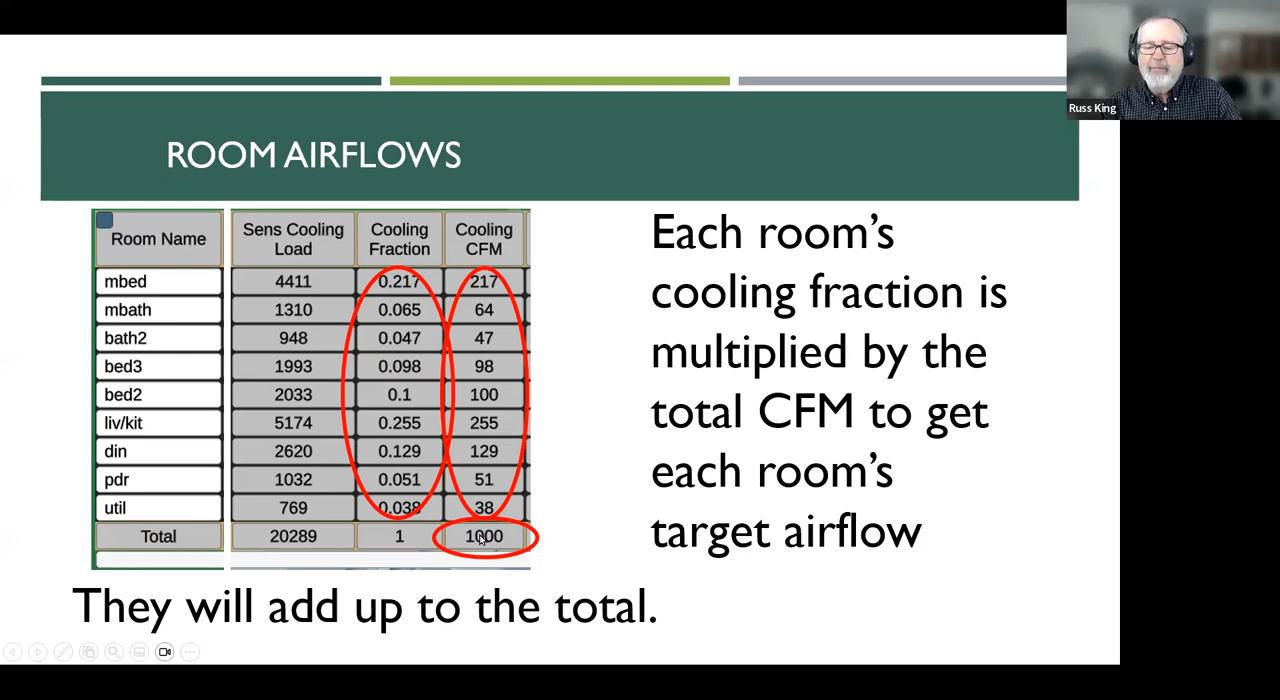 Russ King
ROOM AIRFLOWS
Room Name Sens Cooling Load Cooling Fraction Cooling CFM
mbed 4411 0.217 217
mbath 1310 0.065 64
bath2 948 0.047 47
bed3 1993 0.098 98
bed2 2033 0.1 100
liv/kit 5174 0.255 255
din 2620 0.129 129
pdr 1032 0.051 51
util 769 0.038 38
Total 20289 1 1000
Each room’s
cooling fraction is
multiplied by the
total CFM to get
each room’s
target airflow
They will add up to the total.